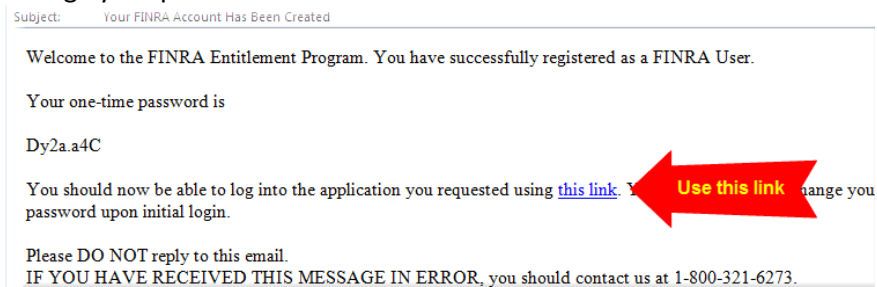 Subject: Your FINRA Account Has Been Created
Welcome to the FINRA Entitlement Program. You have successfully registered as a FINRA User.
Your one-time password is
Dy2a.a4C
You should now be able to log into the application you requested using this link. Use this link hange you
password upon initial login.
Please DO NOT reply to this email.
IF YOU HAVE RECEIVED THIS MESSAGE IN ERROR, you should contact us at 1-800-321-6273.